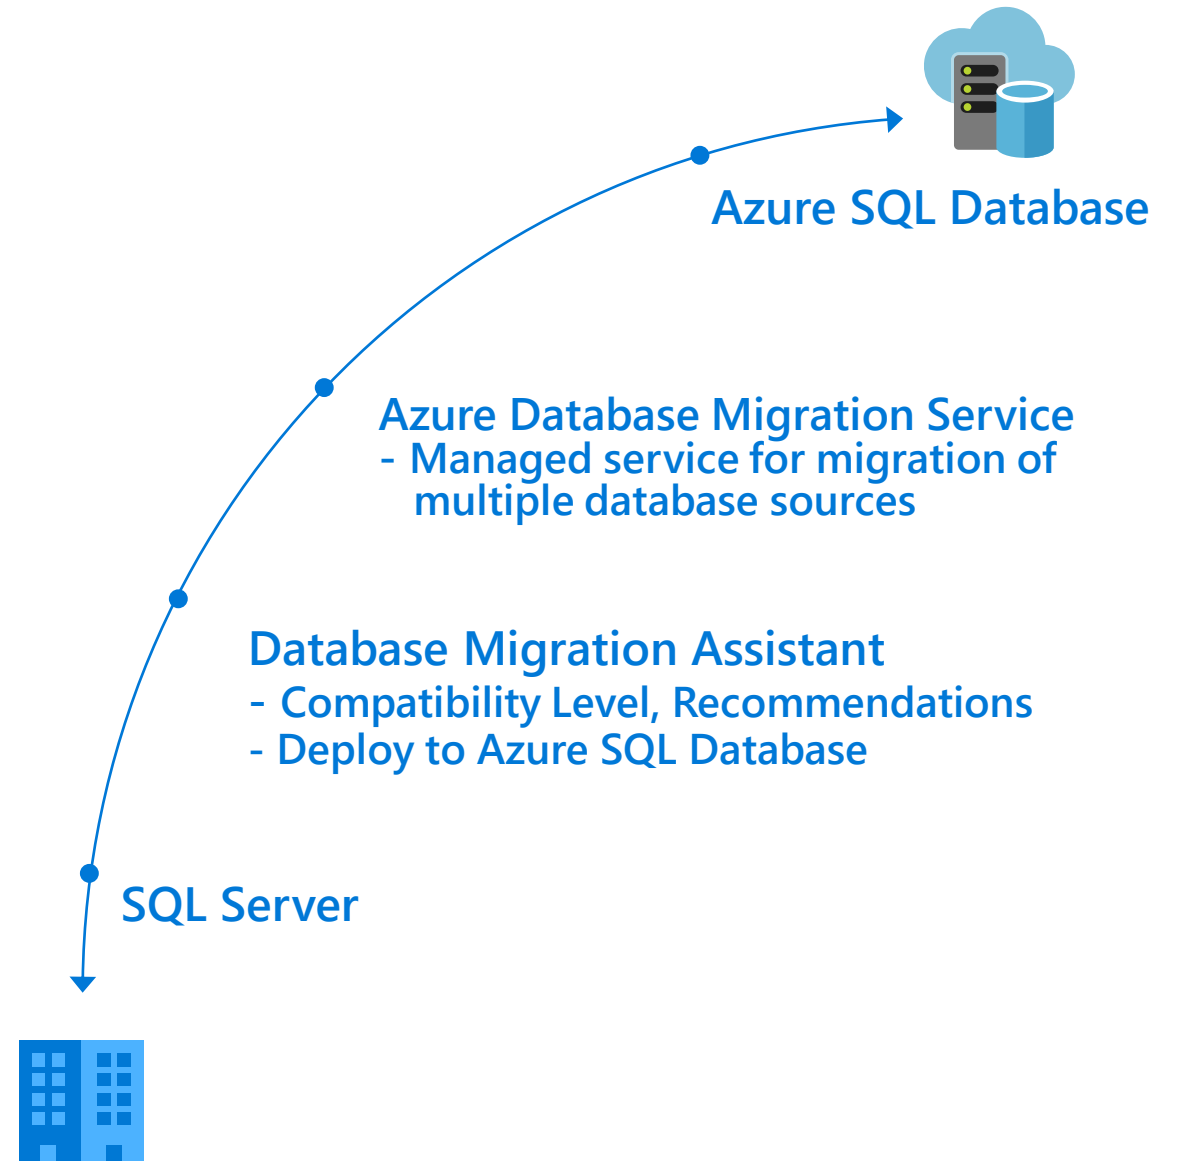 Azure SQL Database
Azure Database Migration Service
- Managed service for migration of
multiple database sources
Database Migration Assistant
- Compatibility Level, Recommendations
- Deploy to Azure SQL Database
SQL Server